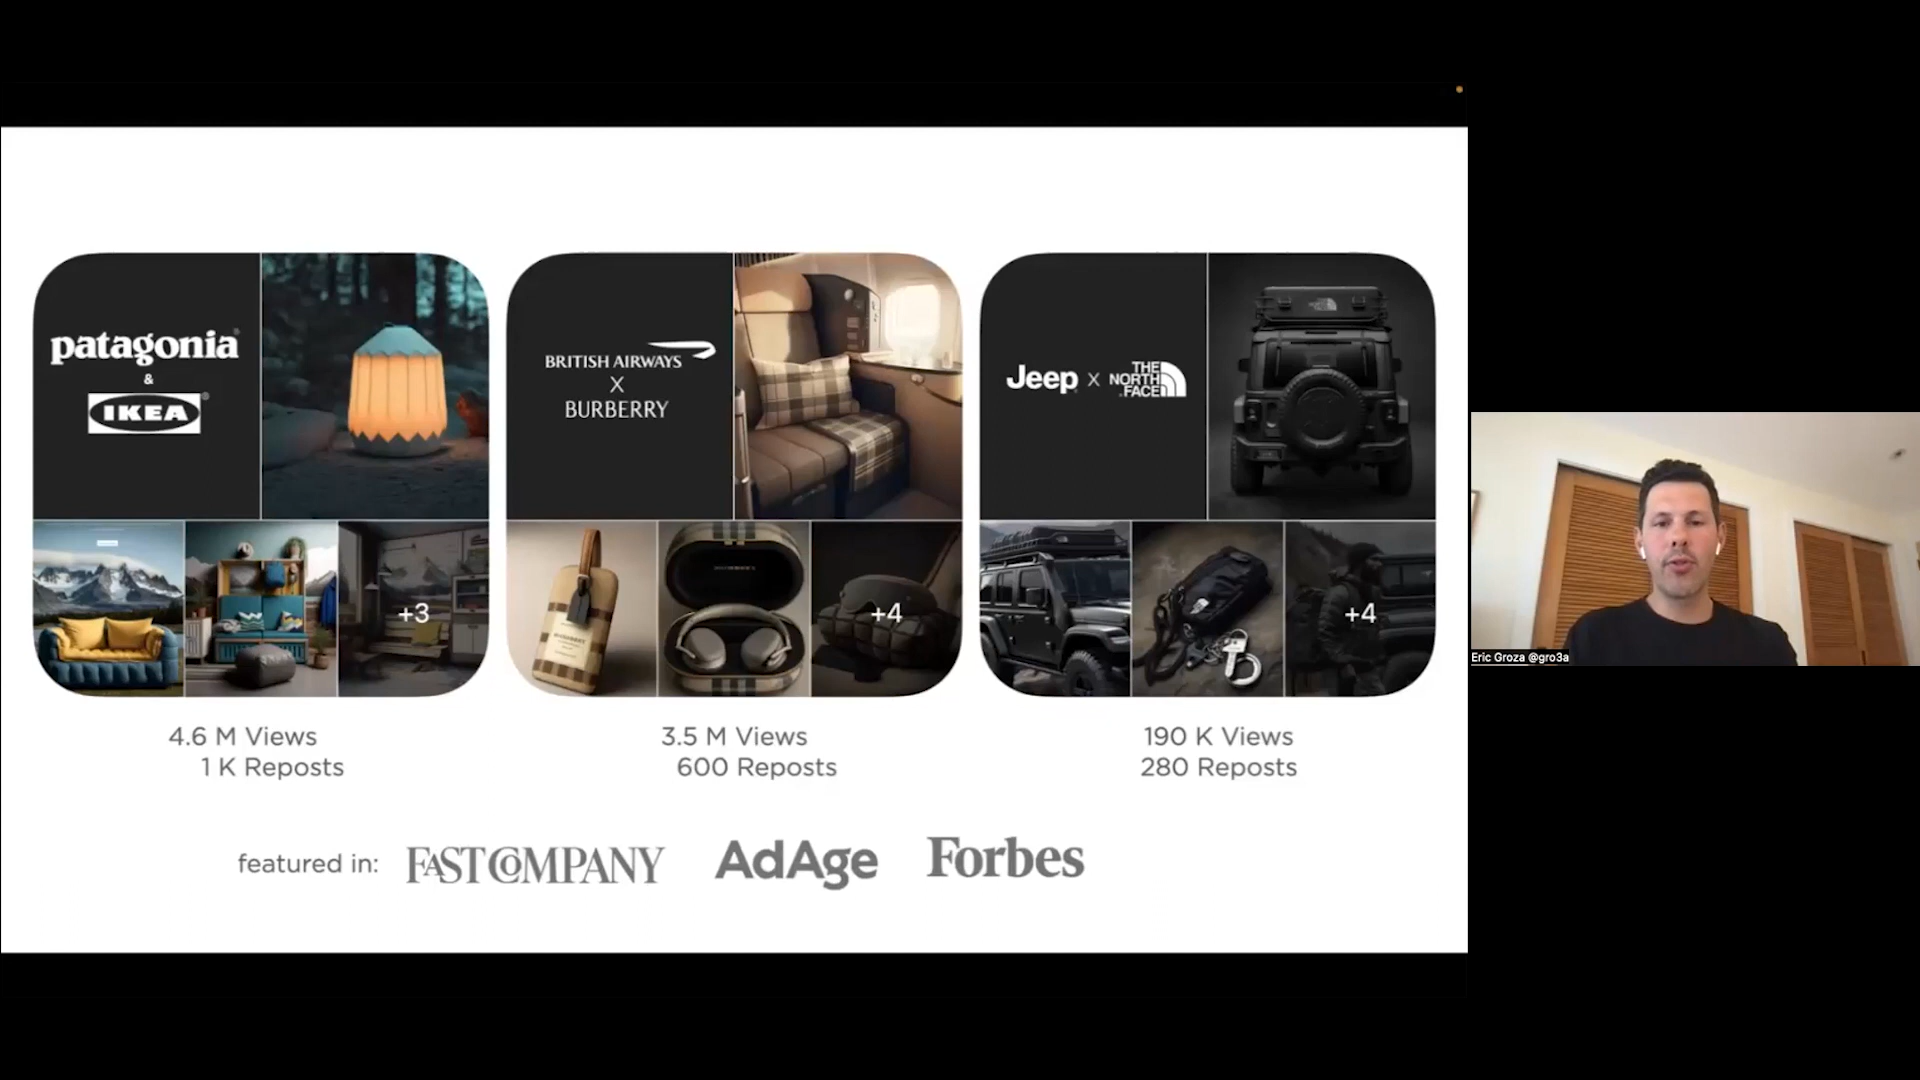 patagonia®
&
IKEA®
+3
BRITISH AIRWAYS
X
BURBERRY
+4
Jeep X THE NORTH FACE
+4
4.6 M Views
1 K Reposts
3.5 M Views
600 Reposts
190 K Views
280 Reposts
featured in: FAST COMPANY AdAge Forbes
Eric Groza @gro3a